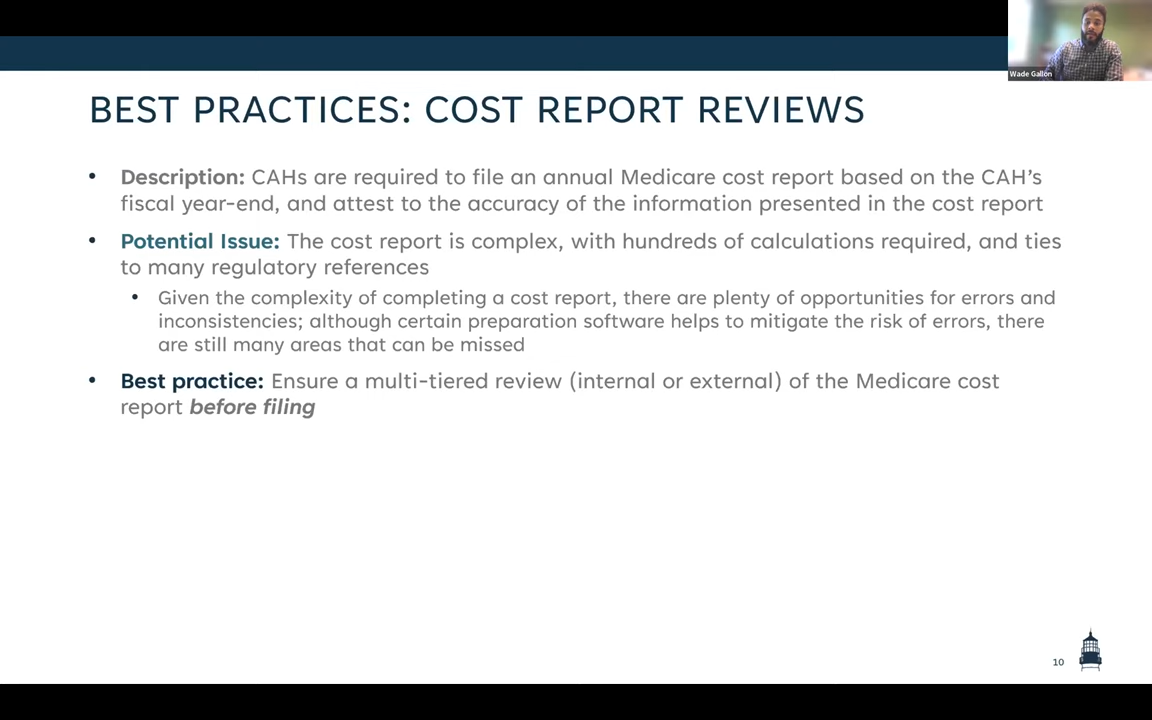 Wade Gallon
BEST PRACTICES: COST REPORT REVIEWS
• Description: CAHs are required to file an annual Medicare cost report based on the CAH's
fiscal year-end, and attest to the accuracy of the information presented in the cost report
• Potential Issue: The cost report is complex, with hundreds of calculations required, and ties
to many regulatory references
• Given the complexity of completing a cost report, there are plenty of opportunities for errors and
inconsistencies; although certain preparation software helps to mitigate the risk of errors, there
are still many areas that can be missed
• Best practice: Ensure a multi-tiered review (internal or external) of the Medicare cost
report before filing
10